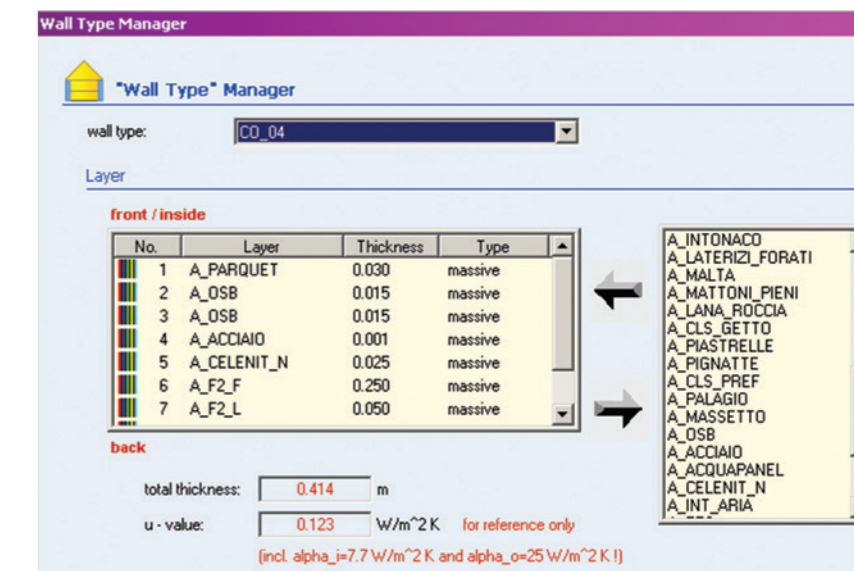 Wall Type Manager
"Wall Type" Manager
wall type: CO_04
Layer
front / inside
No. Layer Thickness Type
1 A_PARQUET 0.030 massive
2 A_OSB 0.015 massive
3 A_OSB 0.015 massive
4 A_ACCIAIO 0.001 massive
5 A_CELENIT_N 0.025 massive
6 A_F2_F 0.250 massive
7 A_F2_L 0.050 massive
back
total thickness: 0.414 m
u - value: 0.123 W/m^2 K for reference only
(incl. alpha_i=7.7 W/m^2 K and alpha_o=25 W/m^2 K !)
A_INTONACO
A_LATERIZI_FORATI
A_MALTA
A_MATTONI_PIENI
A_LANA_ROCCIA
A_CLS_GETTO
A_PIASTRELLE
A_PIGNATTE
A_CLS_PREF
A_PALAGIO
A_MASSETTO
A_OSB
A_ACCIAIO
A_ACQUAPANEL
A_CELENIT_N
A_INT_ARIA